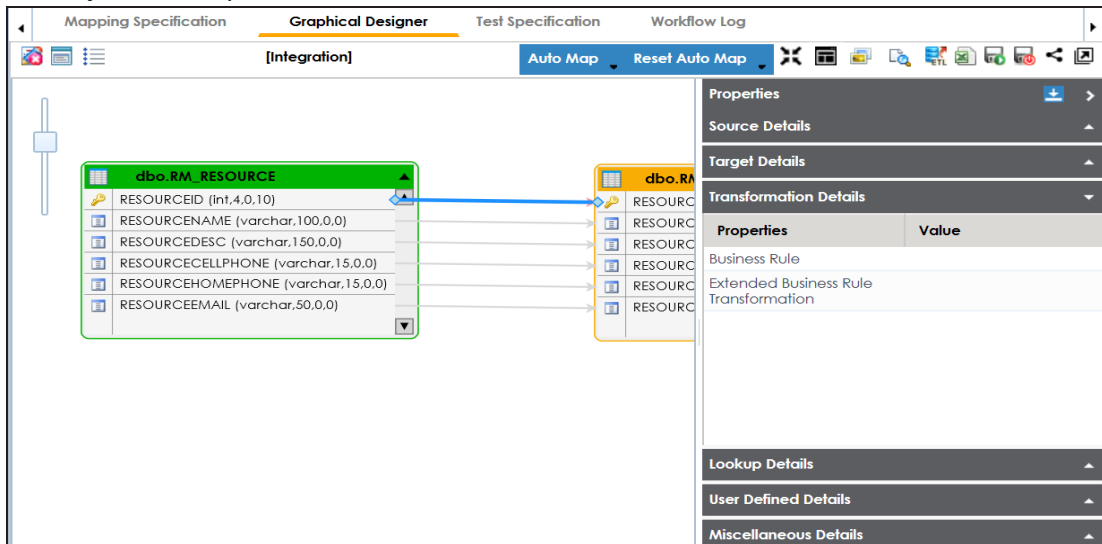 Mapping Specification
Graphical Designer
Test Specification
Workflow Log
[Integration]
Auto Map
Reset Auto Map
ETL
dbo.RM_RESOURCE
RESOURCEID (int,4,0,10)
RESOURCENAME (varchar,100,0,0)
RESOURCEDESC (varchar,150,0,0)
RESOURCECELLPHONE (varchar,15,0,0)
RESOURCEHOMEPHONE (varchar,15,0,0)
RESOURCEEMAIL (varchar,50,0,0)
dbo.RM
RESOURC
RESOURC
RESOURC
RESOURC
RESOURC
RESOURC
Properties
Source Details
Target Details
Transformation Details
Properties Value
Business Rule
Extended Business Rule
Transformation
Lookup Details
User Defined Details
Miscellaneous Details